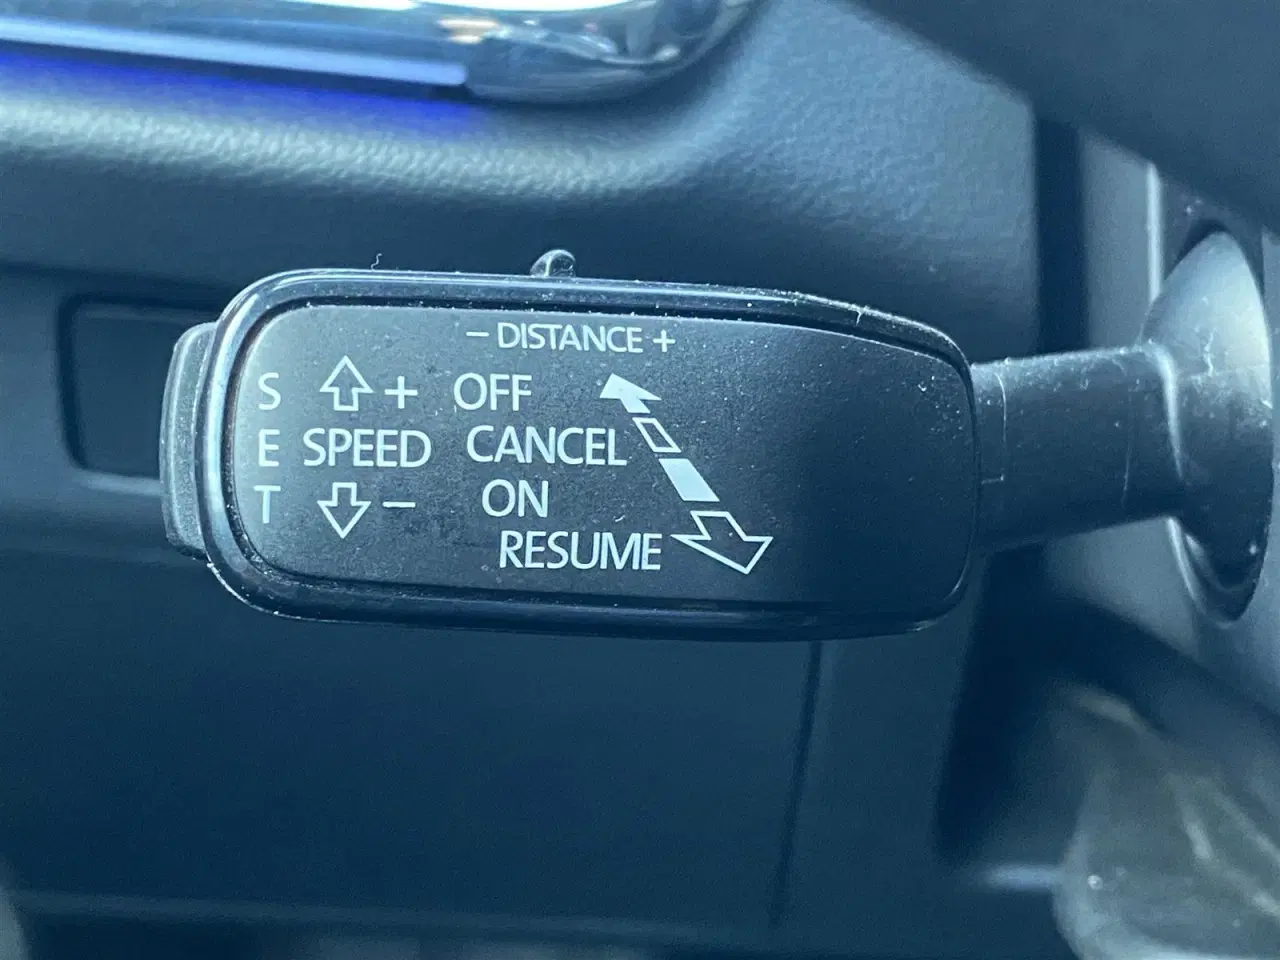 − DISTANCE +
S + OFF
E SPEED CANCEL
T − ON
RESUME